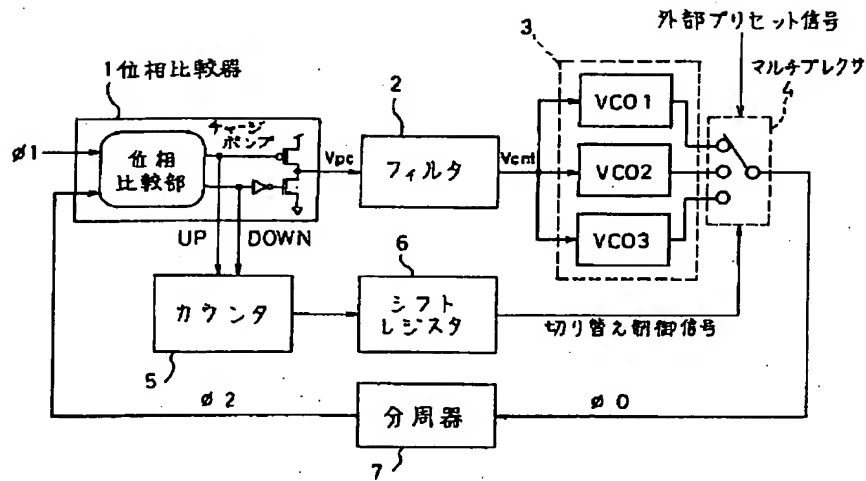 外部プリセット信号
3
マルチプレクサ
4
1 位相比較器
2
チャージ
ポンプ
VCO1
ø1
位相
比較部
Vpc
フィルタ
Vcnt
VCO2
VCO3
UP DOWN
6
カウンタ
シフト
レジスタ
切り替え制御信号
5
ø2
分周器
ø0
7